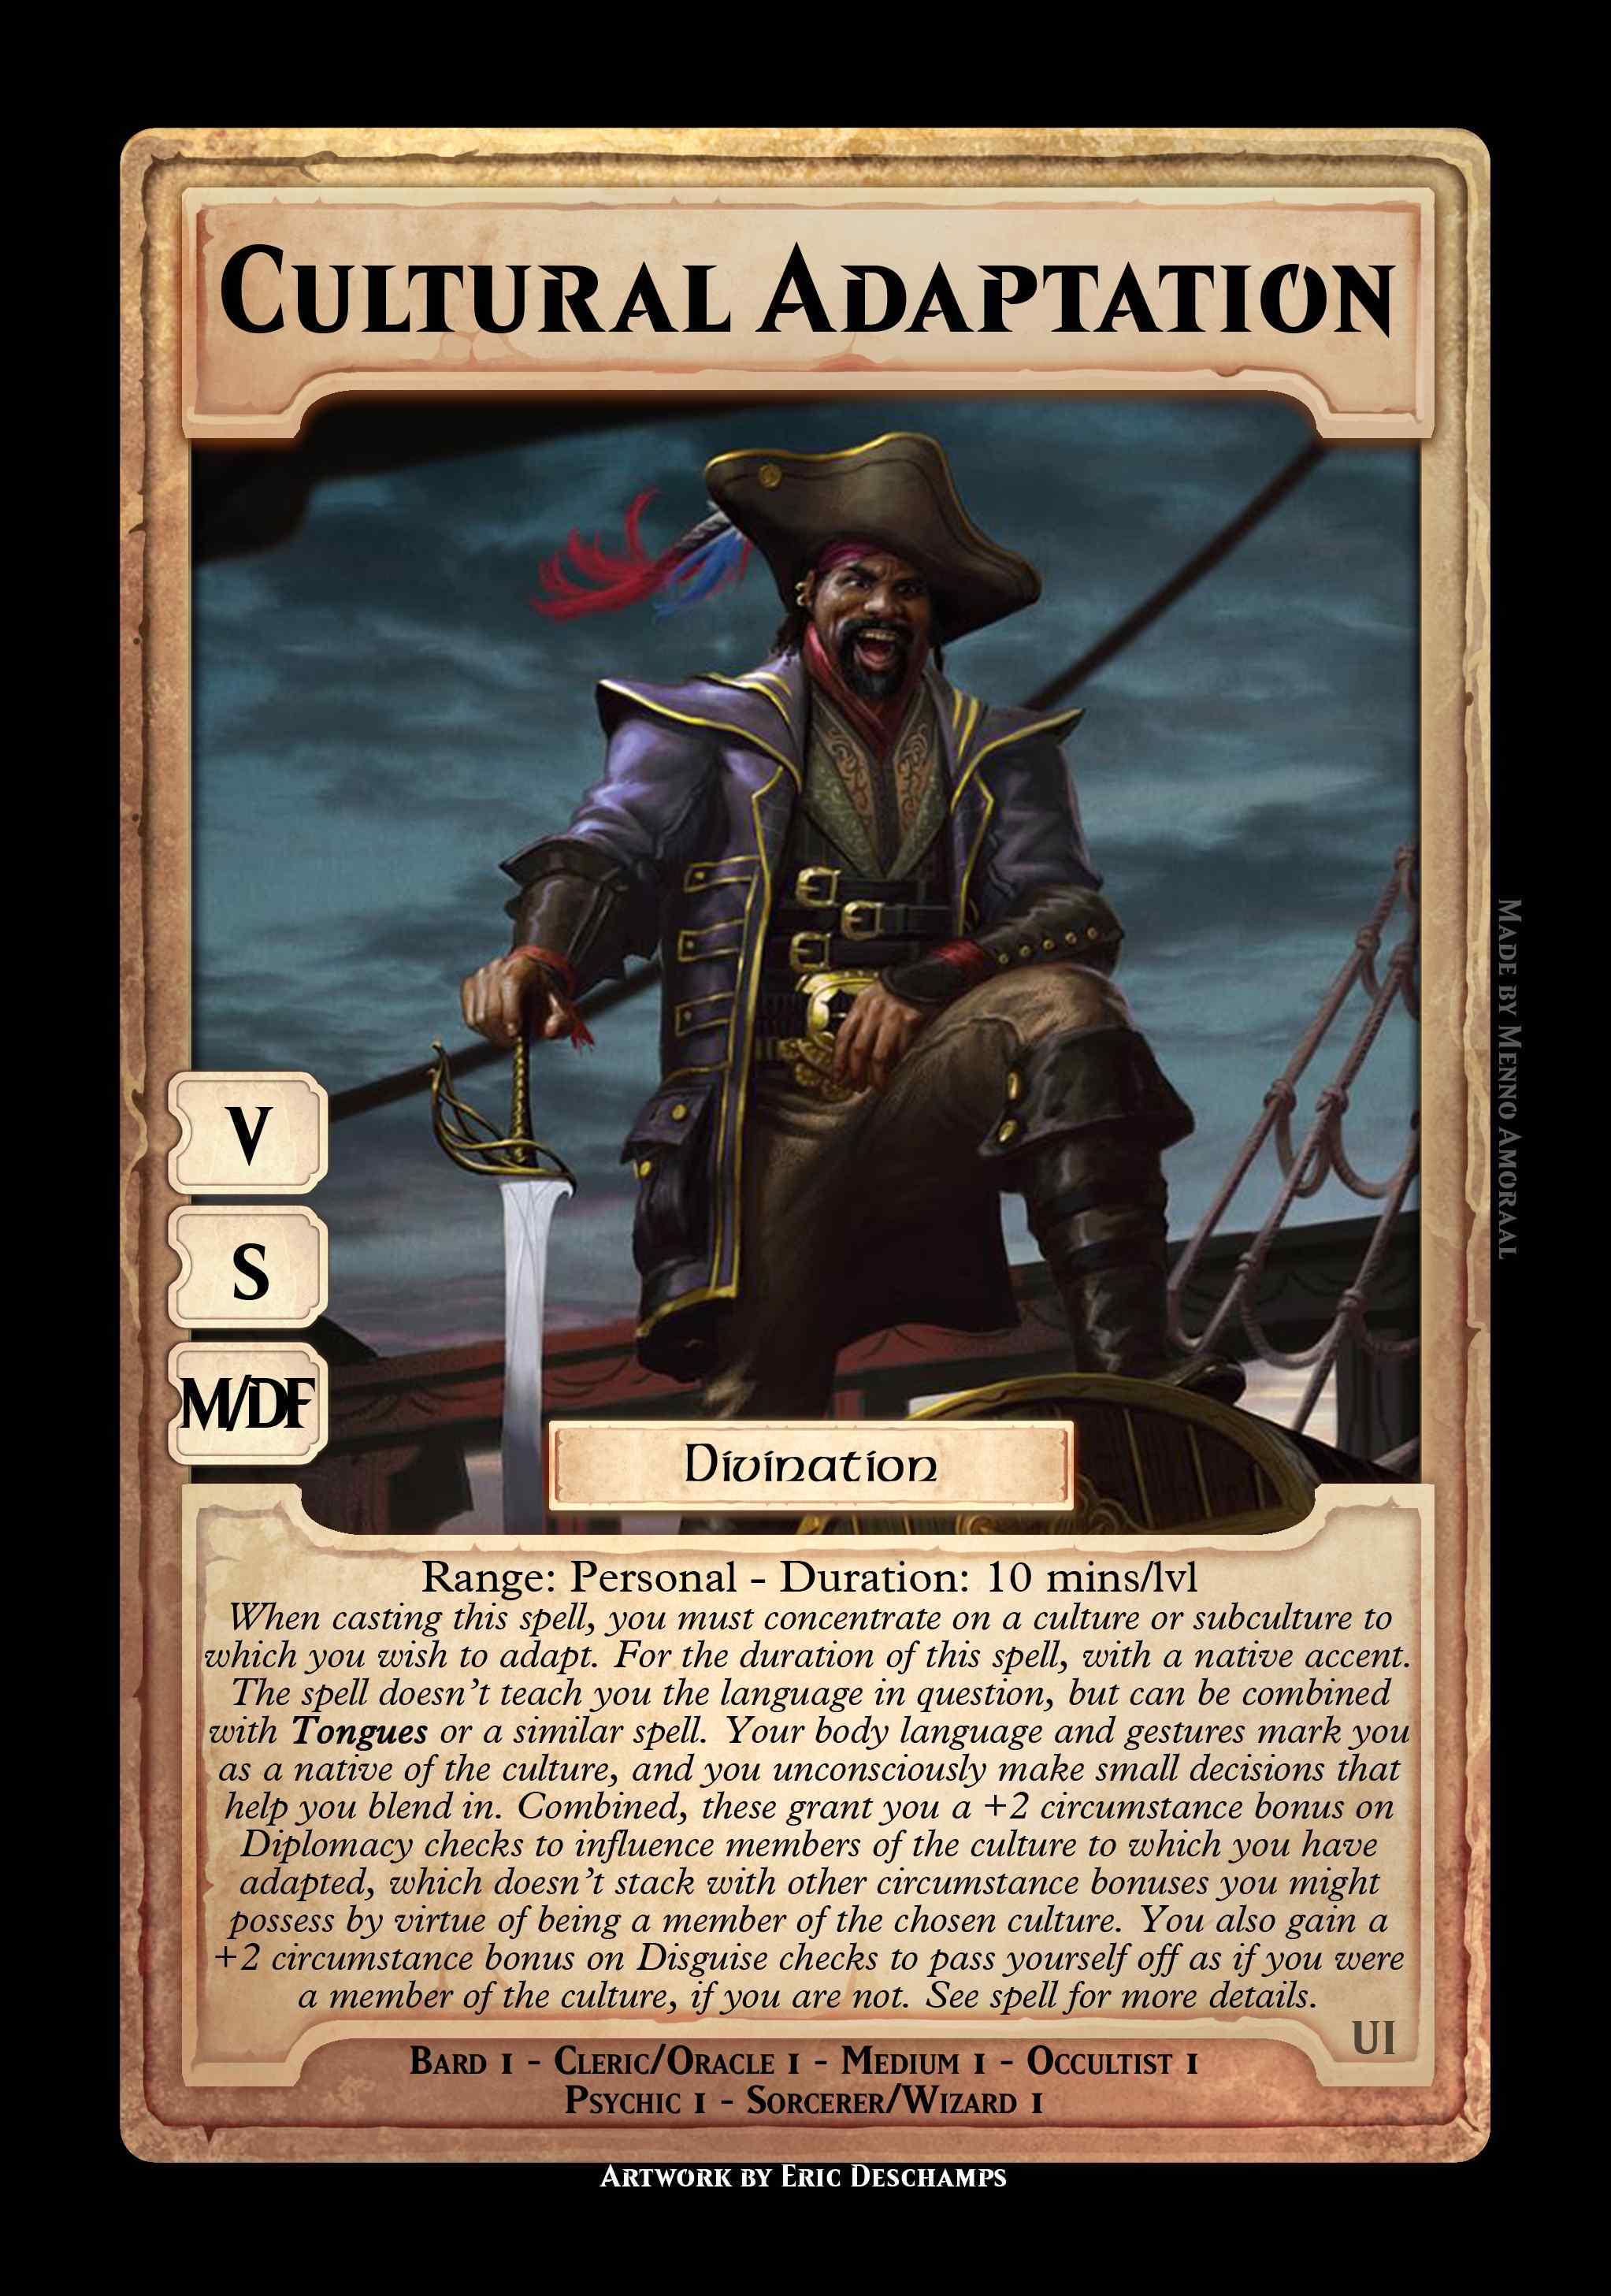 Cultural Adaptation
V
S
M/DF
Divination
Range: Personal - Duration: 10 mins/lvl
When casting this spell, you must concentrate on a culture or subculture to
which you wish to adapt. For the duration of this spell, with a native accent.
The spell doesn't teach you the language in question, but can be combined
with Tongues or a similar spell. Your body language and gestures mark you
as a native of the culture, and you unconsciously make small decisions that
help you blend in. Combined, these grant you a +2 circumstance bonus on
Diplomacy checks to influence members of the culture to which you have
adapted, which doesn't stack with other circumstance bonuses you might
possess by virtue of being a member of the chosen culture. You also gain a
+2 circumstance bonus on Disguise checks to pass yourself off as if you were
a member of the culture, if you are not. See spell for more details.
UI
Bard 1 - Cleric/Oracle 1 - Medium 1 - Occultist 1
Psychic 1 - Sorcerer/Wizard 1
Artwork by Eric Deschamps
Made by Menno Amoraal